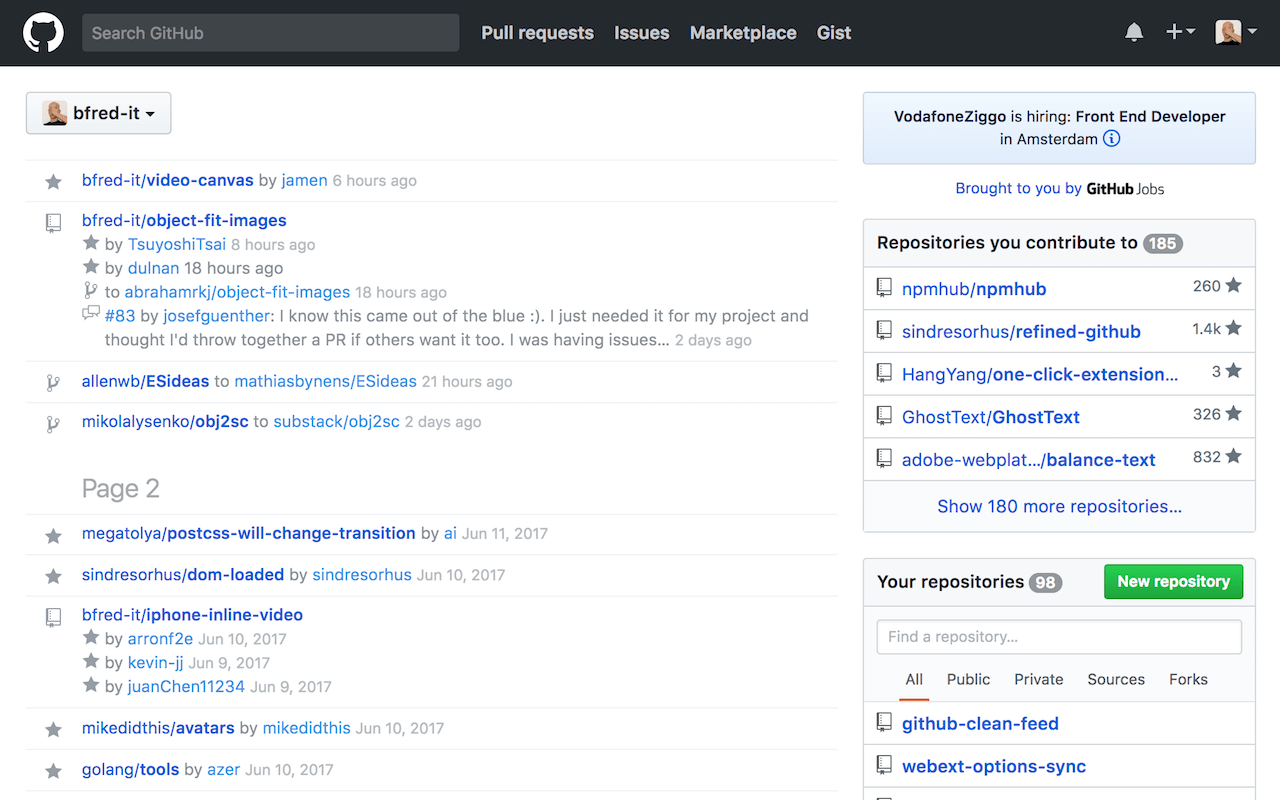 Search GitHub Pull requests Issues Marketplace Gist
bfred-it
bfred-it/video-canvas by jamen 6 hours ago
bfred-it/object-fit-images
by TsuyoshiTsai 8 hours ago
by dulnan 18 hours ago
to abrahamrkj/object-fit-images 18 hours ago
#83 by josefguenther: I know this came out of the blue :). I just needed it for my project and
thought I'd throw together a PR if others want it too. I was having issues... 2 days ago
allenwb/ESideas to mathiasbynens/ESideas 21 hours ago
mikolalysenko/obj2sc to substack/obj2sc 2 days ago
Page 2
megatolya/postcss-will-change-transition by ai Jun 11, 2017
sindresorhus/dom-loaded by sindresorhus Jun 10, 2017
bfred-it/iphone-inline-video
by arronf2e Jun 10, 2017
by kevin-jj Jun 9, 2017
by juanChen11234 Jun 9, 2017
mikedidthis/avatars by mikedidthis Jun 10, 2017
golang/tools by azer Jun 10, 2017
VodafoneZiggo is hiring: Front End Developer
in Amsterdam
Brought to you by GitHub Jobs
Repositories you contribute to 185
npmhub/npmhub 260
sindresorhus/refined-github 1.4k
HangYang/one-click-extension... 3
GhostText/GhostText 326
adobe-webplat.../balance-text 832
Show 180 more repositories...
Your repositories 98 New repository
Find a repository...
All Public Private Sources Forks
github-clean-feed
webext-options-sync